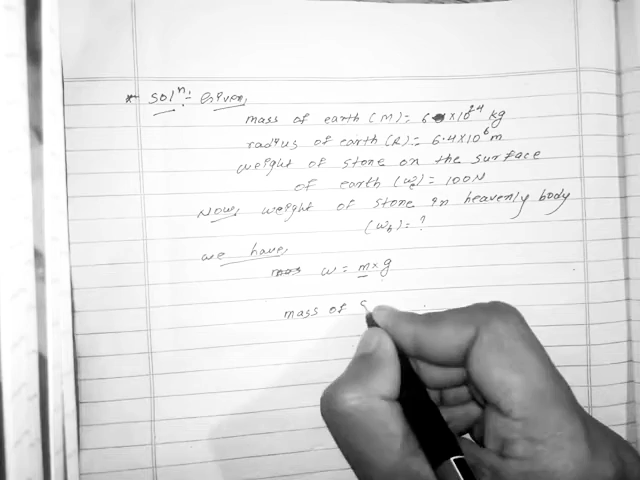 * Solⁿ:- Given,
mass of earth (M) = 6 ×10²⁴ kg
radius of earth (R) = 6.4×10⁶m
weight of stone on the surface
of earth (we) = 100N
Now, weight of stone in heavenly body
(wh) = ?
we have,
w = m×g
mass of s